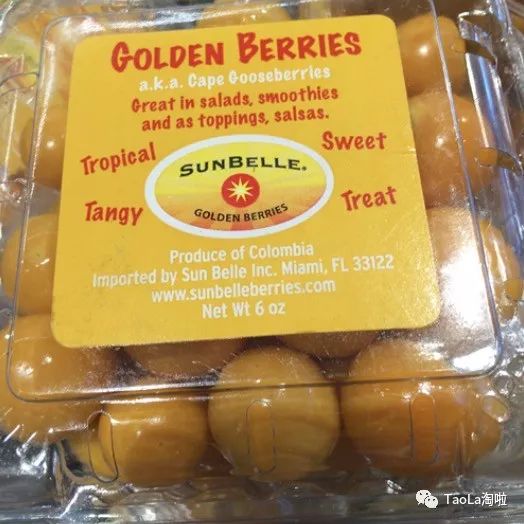 GOLDEN BERRIES
a.k.a. Cape Gooseberries
Great in salads, smoothies
and as toppings, salsas.
Tropical
Sweet
SUNBELLE®
GOLDEN BERRIES
Tangy
Treat
Produce of Colombia
Imported by Sun Belle Inc. Miami, FL 33122
www.sunbelleberries.com
Net Wt 6 oz
TaoLa淘啦